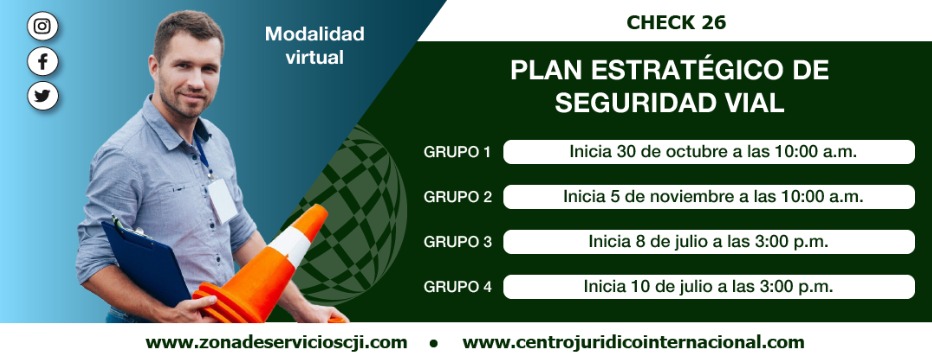 Modalidad
virtual
CHECK 26
PLAN ESTRATÉGICO DE
SEGURIDAD VIAL
GRUPO 1 Inicia 30 de octubre a las 10:00 a.m.
GRUPO 2 Inicia 5 de noviembre a las 10:00 a.m.
GRUPO 3 Inicia 8 de julio a las 3:00 p.m.
GRUPO 4 Inicia 10 de julio a las 3:00 p.m.
www.zonadeservicioscji.com • www.centrojuridicointernacional.com